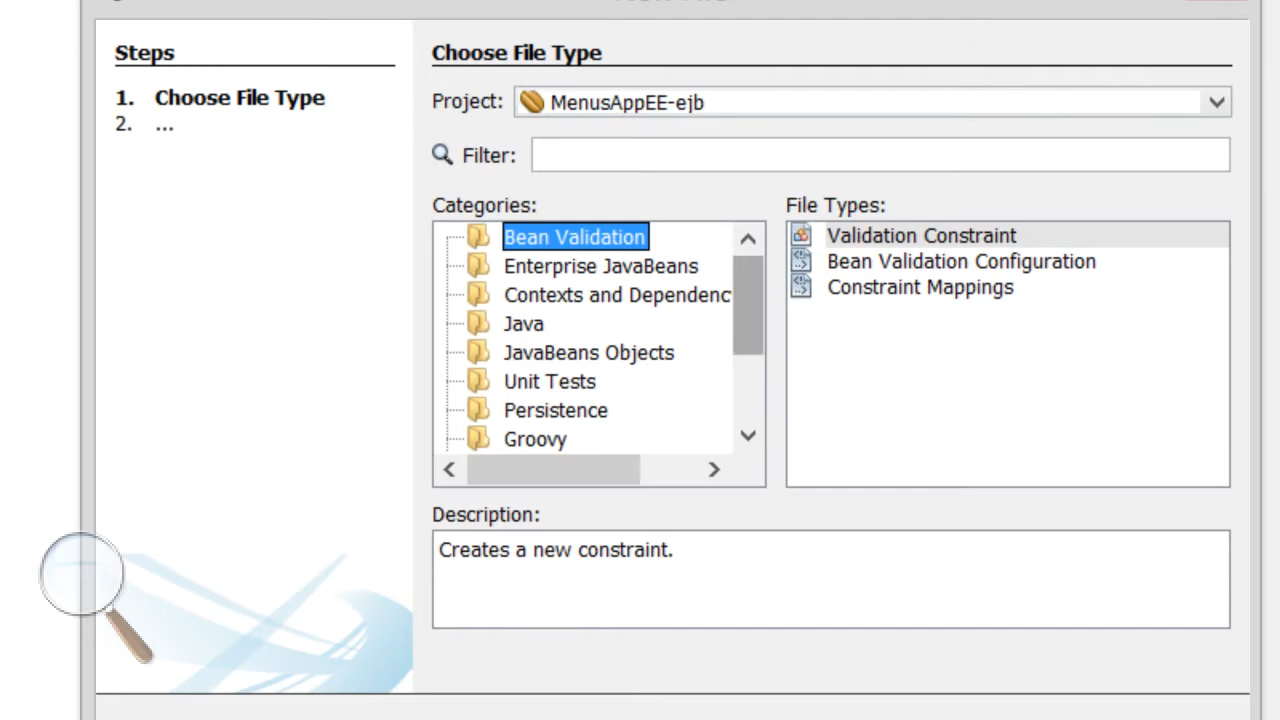 Steps
1. Choose File Type
2. ...
Choose File Type
Project: MenusAppEE-ejb
Filter:
Categories:
Bean Validation
Enterprise JavaBeans
Contexts and Dependenc
Java
JavaBeans Objects
Unit Tests
Persistence
Groovy
File Types:
Validation Constraint
Bean Validation Configuration
Constraint Mappings
Description:
Creates a new constraint.